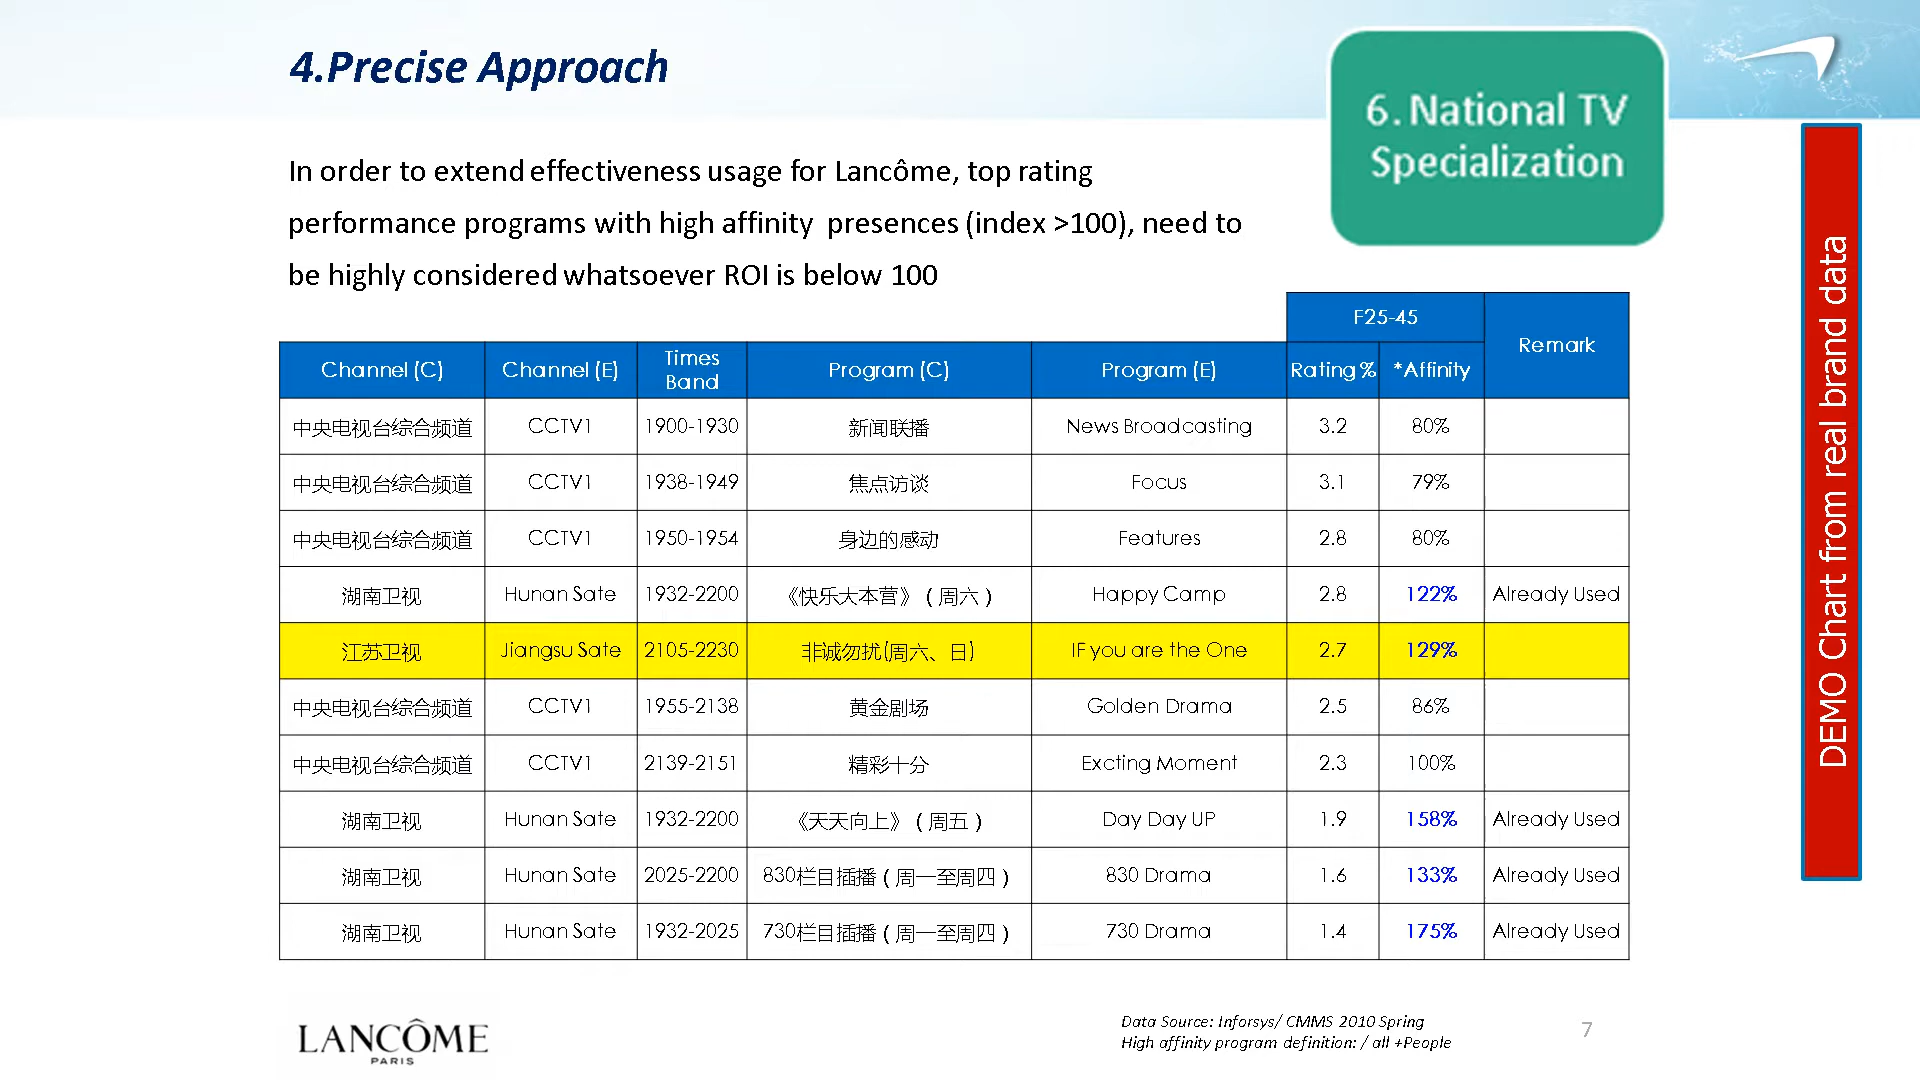 4.Precise Approach
6. National TV
Specialization
In order to extend effectiveness usage for Lancôme, top rating
performance programs with high affinity presences (index >100), need to
be highly considered whatsoever ROI is below 100
DEMO Chart from real brand data
F25-45 Remark
Channel (C) Channel (E) Times Band Program (C) Program (E) Rating % *Affinity
中央电视台综合频道 CCTV1 1900-1930 新闻联播 News Broadcasting 3.2 80%
中央电视台综合频道 CCTV1 1938-1949 焦点访谈 Focus 3.1 79%
中央电视台综合频道 CCTV1 1950-1954 身边的感动 Features 2.8 80%
湖南卫视 Hunan Sate 1932-2200 《快乐大本营》（周六） Happy Camp 2.8 122% Already Used
江苏卫视 Jiangsu Sate 2105-2230 非诚勿扰(周六、日) IF you are the One 2.7 129%
中央电视台综合频道 CCTV1 1955-2138 黄金剧场 Golden Drama 2.5 86%
中央电视台综合频道 CCTV1 2139-2151 精彩十分 Excting Moment 2.3 100%
湖南卫视 Hunan Sate 1932-2200 《天天向上》（周五） Day Day UP 1.9 158% Already Used
湖南卫视 Hunan Sate 2025-2200 830栏目插播（周一至周四） 830 Drama 1.6 133% Already Used
湖南卫视 Hunan Sate 1932-2025 730栏目插播（周一至周四） 730 Drama 1.4 175% Already Used
LANCÔME
PARIS
Data Source: Inforsys/ CMMS 2010 Spring
High affinity program definition: / all +People
7